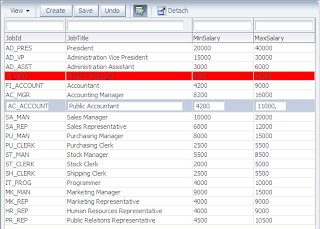 View Create Save Undo Detach
JobId JobTitle MinSalary MaxSalary
AD_PRES President 20000 40000
AD_VP Administration Vice President 15000 30000
AD_ASST Administration Assistant 3000 6000
FI_ACCOUNT Accountant 4200 9000
AC_MGR Accounting Manager 8200 16000
AC_ACCOUNT Public Accountant 4200 11000,
SA_MAN Sales Manager 10000 20000
SA_REP Sales Representative 6000 12000
PU_MAN Purchasing Manager 8000 15000
PU_CLERK Purchasing Clerk 2500 5500
ST_MAN Stock Manager 5500 8500
ST_CLERK Stock Clerk 2000 5000
SH_CLERK Shipping Clerk 2500 5500
IT_PROG Programmer 4000 10000
MK_MAN Marketing Manager 9000 15000
MK_REP Marketing Representative 4000 9000
HR_REP Human Resources Representative 4000 9000
PR_REP Public Relations Representative 4500 10500